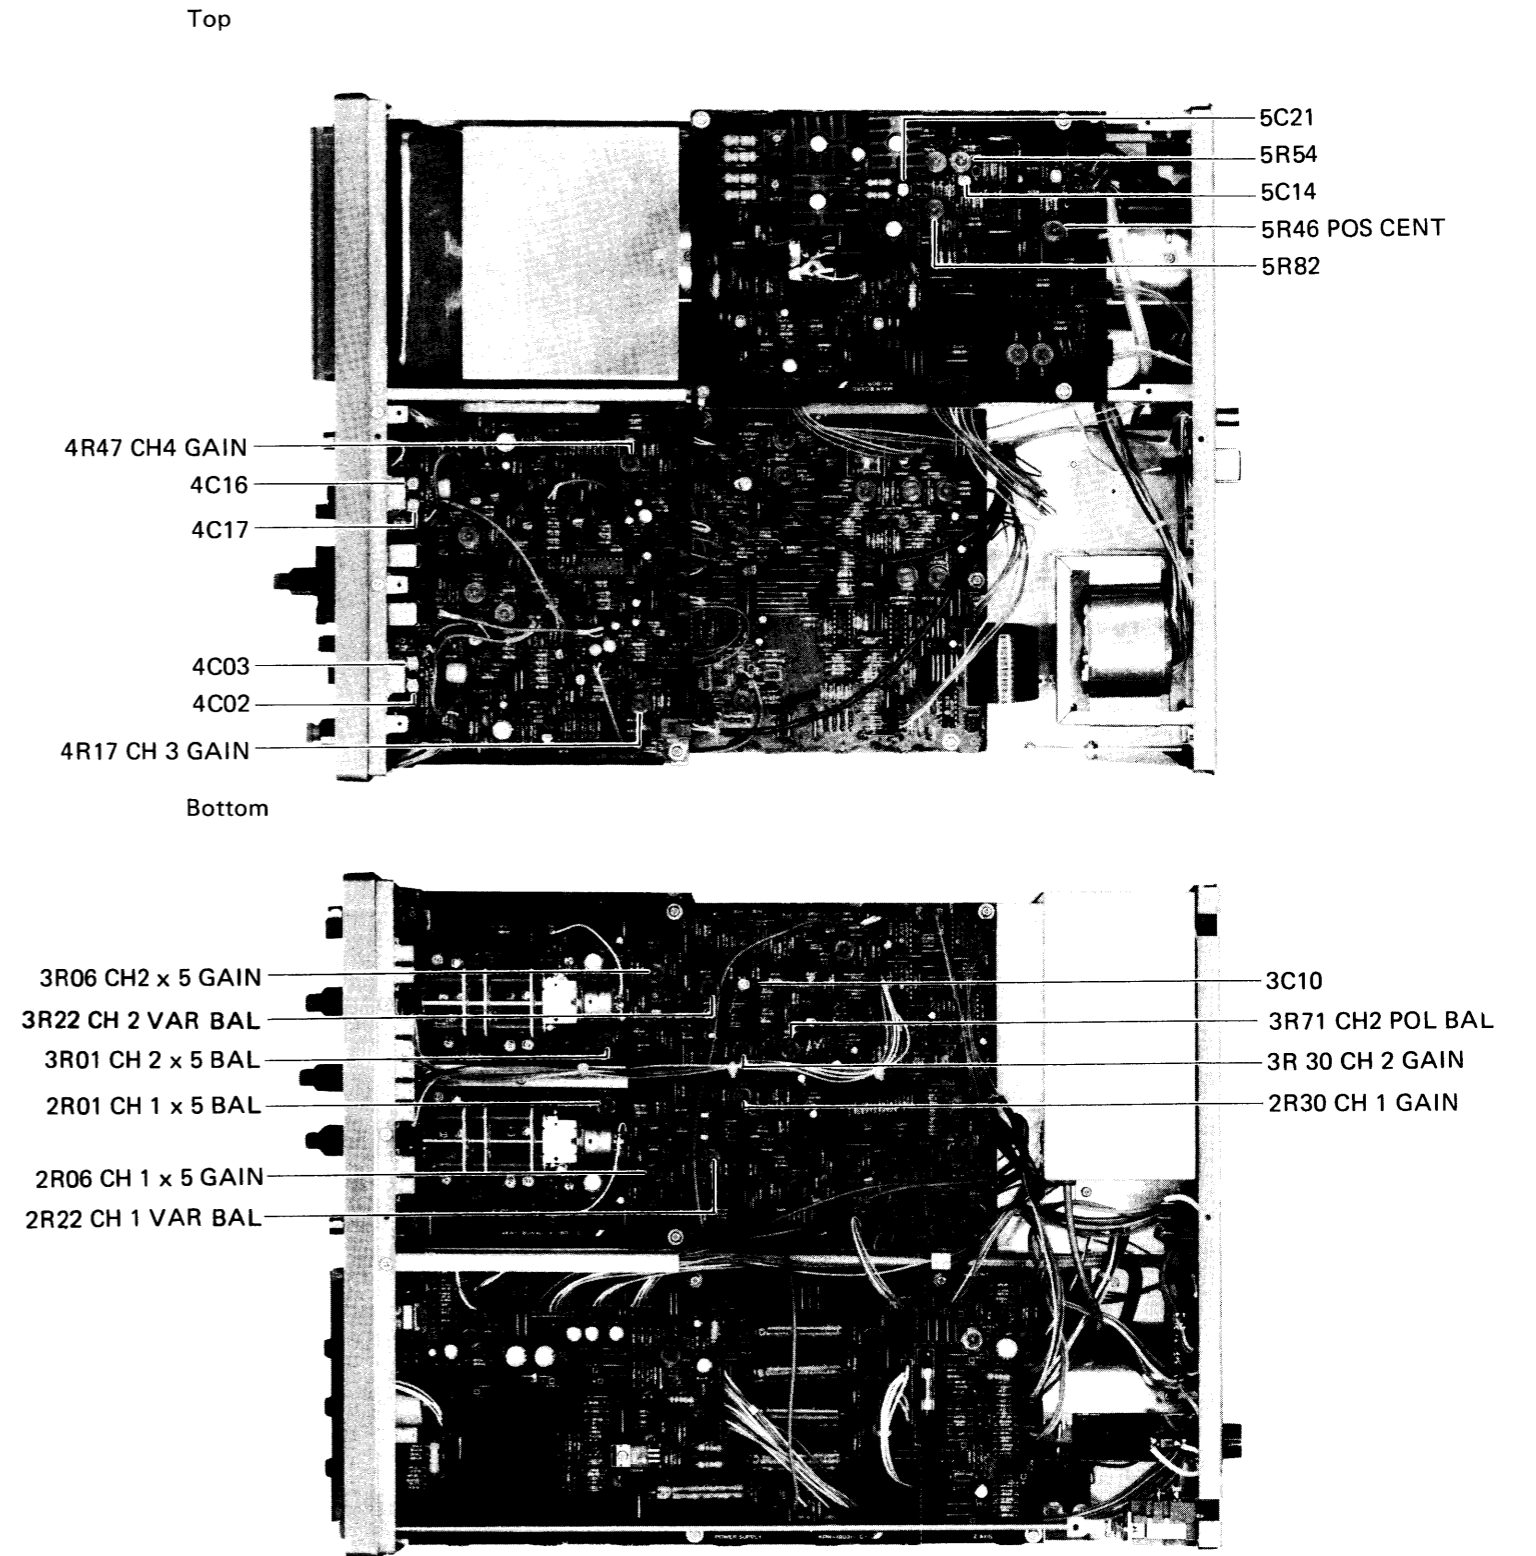 Top
5C21
5R54
5C14
5R46 POS CENT
5R82
4R47 CH4 GAIN
4C16
4C17
4C03
4C02
4R17 CH 3 GAIN
Bottom
3R06 CH2 x 5 GAIN
3R22 CH 2 VAR BAL
3R01 CH 2 x 5 BAL
2R01 CH 1 x 5 BAL
2R06 CH 1 x 5 GAIN
2R22 CH 1 VAR BAL
3C10
3R71 CH2 POL BAL
3R 30 CH 2 GAIN
2R30 CH 1 GAIN
POWER SUPPLY
Z AXIS